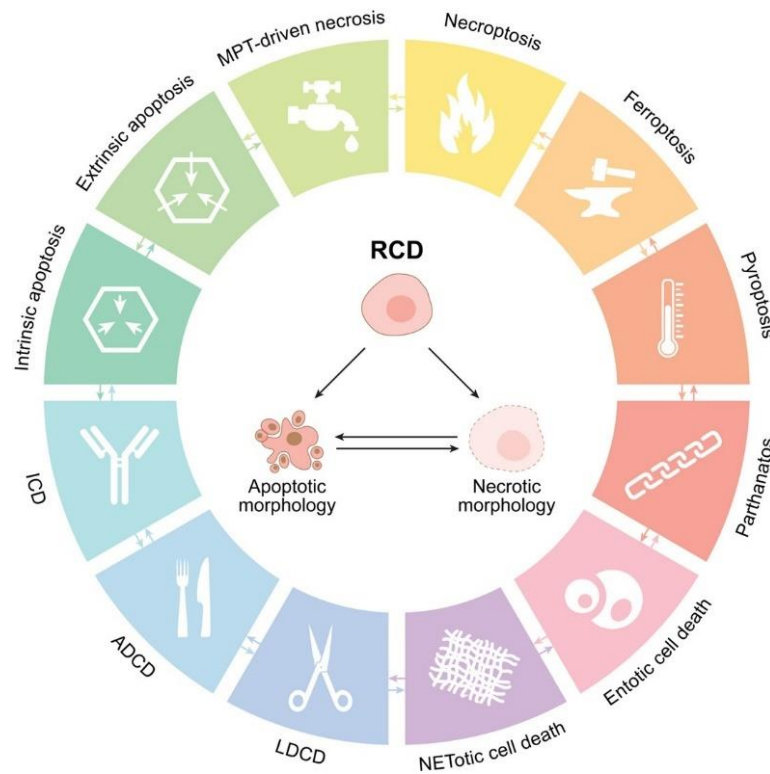 MPT-driven necrosis
Necroptosis
Ferroptosis
Pyroptosis
Parthanatos
Entotic cell death
NETotic cell death
LDCD
ADCD
ICD
Intrinsic apoptosis
Extrinsic apoptosis
RCD
Apoptotic
morphology
Necrotic
morphology